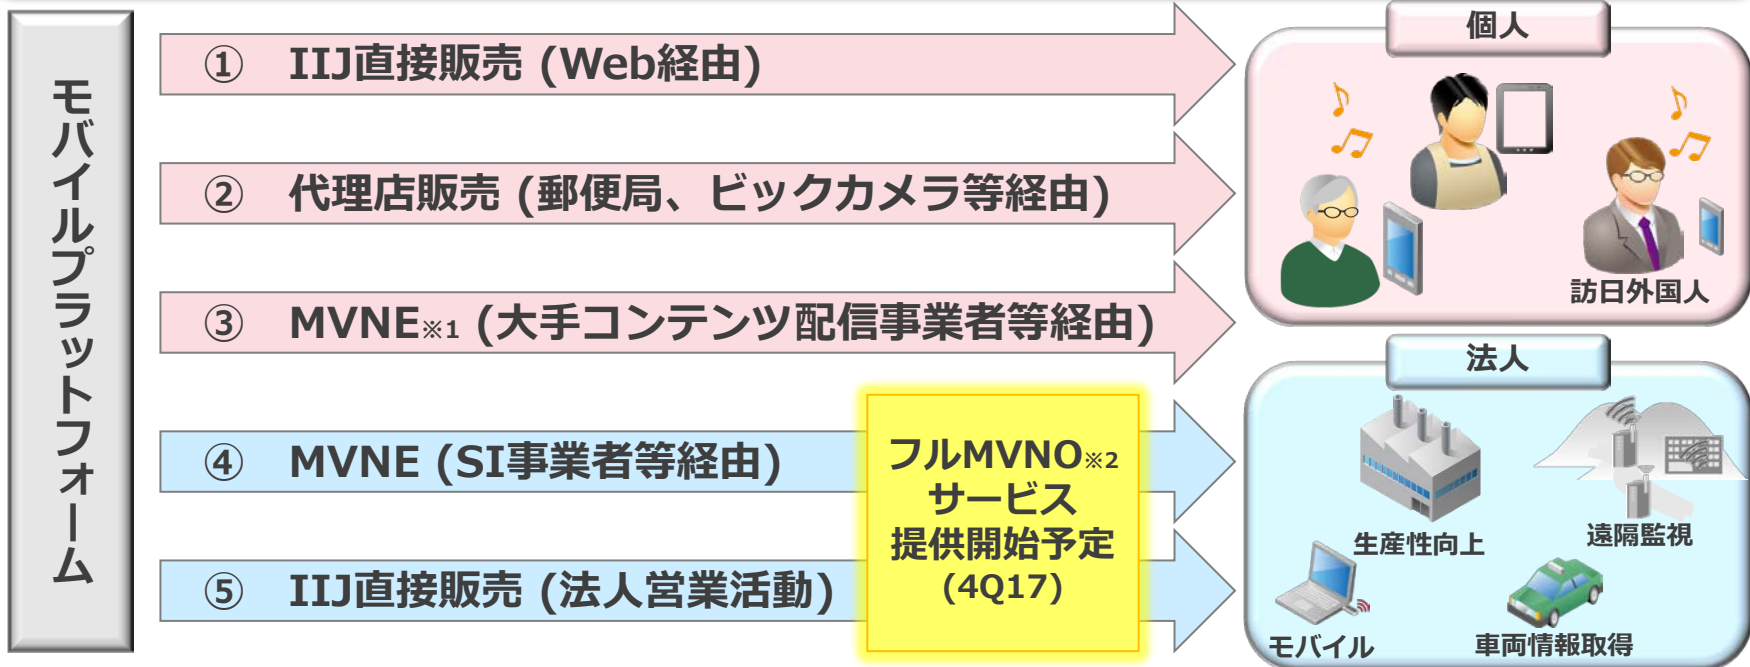 モバイルプラットフォーム
① IIJ直接販売 (Web経由)
② 代理店販売 (郵便局、ビックカメラ等経由)
③ MVNE※1 (大手コンテンツ配信事業者等経由)
④ MVNE (SI事業者等経由)
⑤ IIJ直接販売 (法人営業活動)
フルMVNO※2
サービス
提供開始予定
(4Q17)
個人
訪日外国人
法人
生産性向上
遠隔監視
モバイル
車両情報取得